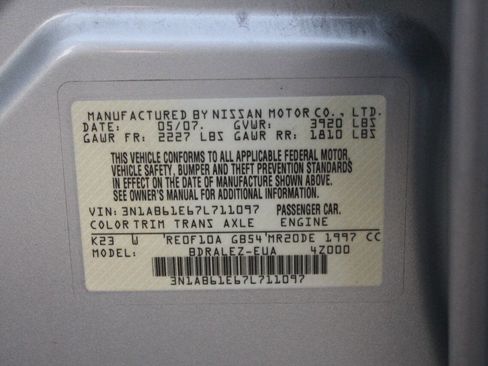 MANUFACTURED BY NISSAN MOTOR CO., LTD.
DATE: 05/07. GVWR: 3920 LBS
GAWR FR: 2227 LBS GAWR RR: 1810 LBS
THIS VEHICLE CONFORMS TO ALL APPLICABLE FEDERAL MOTOR
VEHICLE SAFETY, BUMPER AND THEFT PREVENTION STANDARDS
IN EFFECT ON THE DATE OF MANUFACTURE SHOWN ABOVE.
SEE OWNER'S MANUAL FOR ADDITIONAL INFORMATION.
VIN: 3N1AB61E67L711097 PASSENGER CAR.
COLOR TRIM TRANS AXLE ENGINE
K23 W 'RE0F10A GB54'MR20DE 1997 CC
MODEL: BDRALEZ-EUA 4Z000
3N1AB61E67L711097